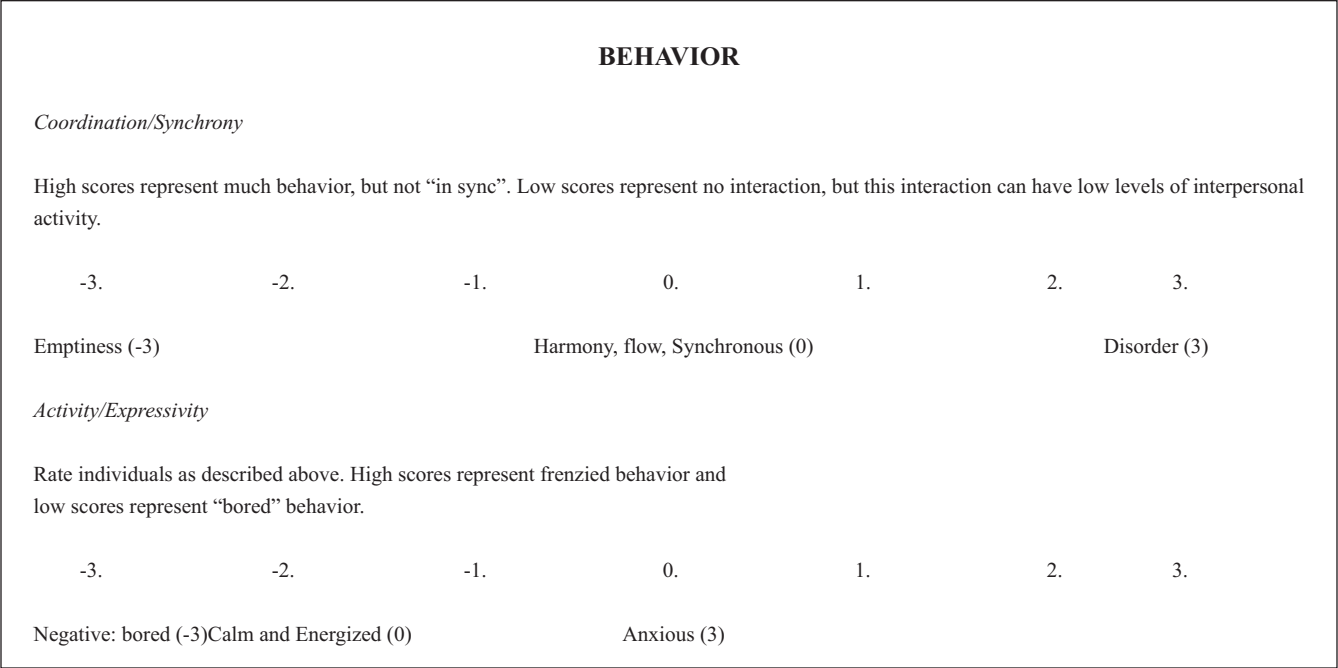 BEHAVIOR
Coordination/Synchrony
High scores represent much behavior, but not “in sync”. Low scores represent no interaction, but this interaction can have low levels of interpersonal
activity.
-3. -2. -1. 0. 1. 2. 3.
Emptiness (-3) Harmony, flow, Synchronous (0) Disorder (3)
Activity/Expressivity
Rate individuals as described above. High scores represent frenzied behavior and
low scores represent “bored” behavior.
-3. -2. -1. 0. 1. 2. 3.
Negative: bored (-3)Calm and Energized (0) Anxious (3)